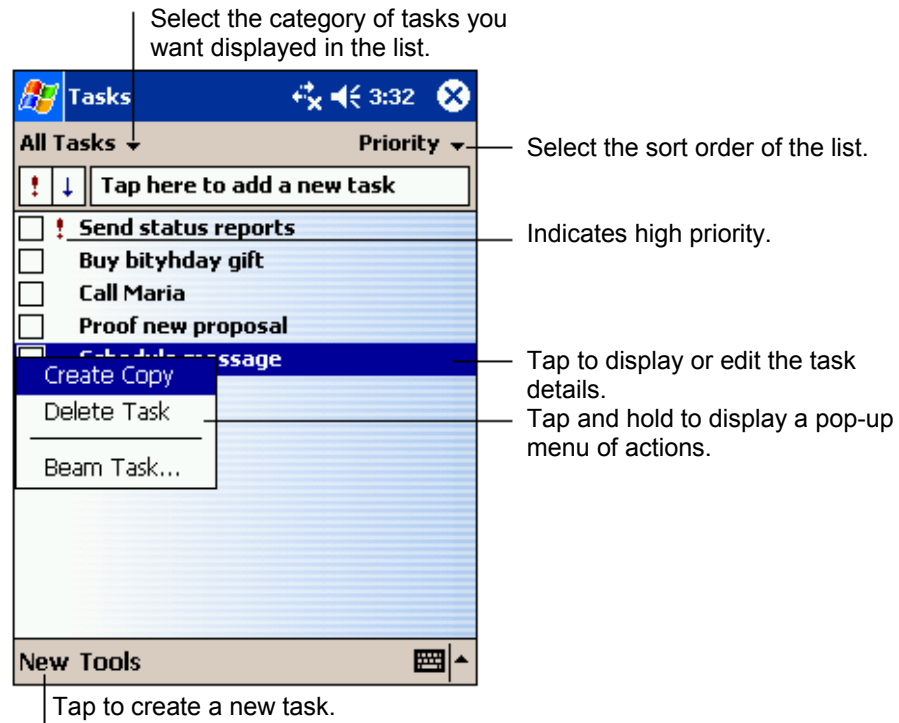 Select the category of tasks you
want displayed in the list.
Tasks 3:32
All Tasks Priority
Select the sort order of the list.
! ↓ Tap here to add a new task
! Send status reports
Indicates high priority.
Buy bityhday gift
Call Maria
Proof new proposal
Schedule message
Tap to display or edit the task
details.
Create Copy
Delete Task
Tap and hold to display a pop-up
menu of actions.
Beam Task...
New Tools
Tap to create a new task.